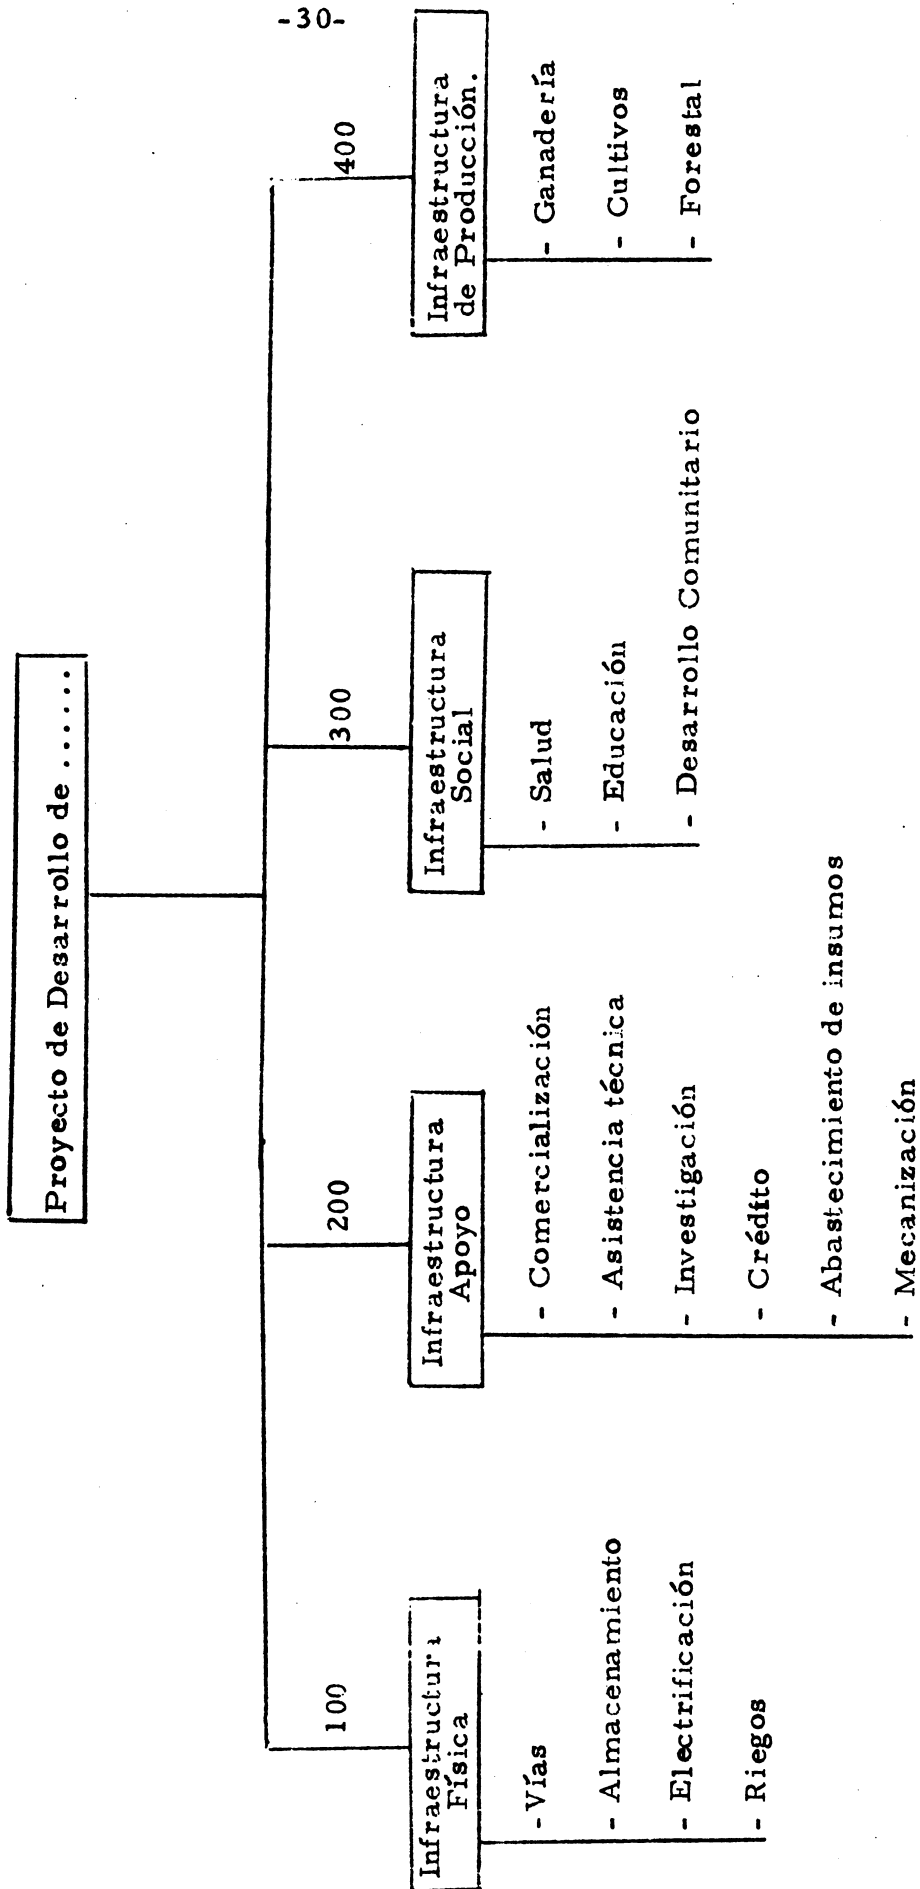 -30-
Proyecto de Desarrollo de ......
100
Infraestructura
Física
- Vías
- Almacenamiento
- Electrificación
- Riegos
200
Infraestructura
Apoyo
- Comercialización
- Asistencia técnica
- Investigación
- Crédito
- Abastecimiento de insumos
- Mecanización
300
Infraestructura
Social
- Salud
- Educación
- Desarrollo Comunitario
400
Infraestructura
de Producción.
- Ganadería
- Cultivos
- Forestal